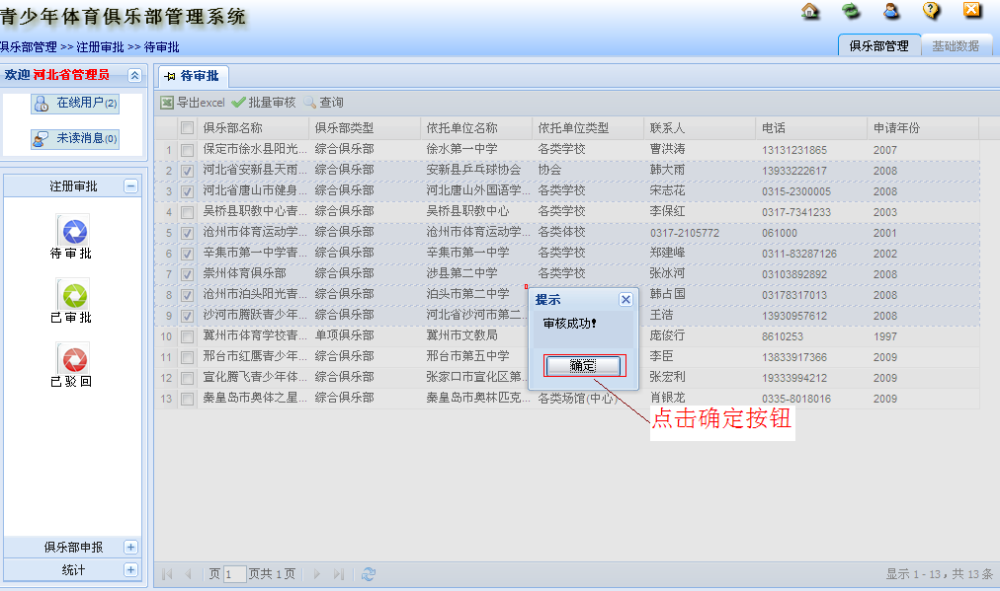 青少年体育俱乐部管理系统
俱乐部管理 >> 注册审批 >> 待审批
俱乐部管理 基础数据
欢迎 河北省管理员
在线用户(2)
未读消息(0)
注册审批
待审批
已审批
已驳回
俱乐部申报
统计
待审批
导出excel 批量审核 查询
俱乐部名称 俱乐部类型 依托单位名称 依托单位类型 联系人 电话 申请年份
1 保定市徐水县阳光... 综合俱乐部 徐水第一中学 各类学校 曹洪涛 13131231865 2007
2 河北省安新县天雨... 综合俱乐部 安新县乒乓球协会 协会 韩大雨 13933222617 2008
3 河北省唐山市健身... 综合俱乐部 河北唐山外国语学... 各类学校 宋志花 0315-2300005 2008
4 吴桥县职教中心青... 综合俱乐部 吴桥县职教中心 各类学校 李保红 0317-7341233 2003
5 沧州市体育运动学... 综合俱乐部 沧州市体育运动学... 各类体校 0317-2105772 061000 2001
6 辛集市第一中学青... 综合俱乐部 辛集市第一中学 各类学校 郑建峰 0311-83287126 2002
7 崇州体育俱乐部 综合俱乐部 涉县第二中学 各类学校 张冰河 03103892892 2008
8 沧州市泊头阳光青... 综合俱乐部 泊头市第二中学 韩占国 03178317013 2008
9 沙河市腾跃青少年... 综合俱乐部 河北省沙河市第二... 王洁 13930957612 2008
10 冀州市体育学校青... 单项俱乐部 冀州市文教局 庞俊行 8610253 1997
11 邢台市红鹰青少年... 综合俱乐部 邢台市第五中学 李臣 13833917366 2009
12 宣化腾飞青少年体... 综合俱乐部 张家口市宣化区第... 张宏利 19333994212 2009
13 秦皇岛市奥体之星... 综合俱乐部 秦皇岛市奥林匹克... 各类场馆(中心) 肖银龙 0335-8018016 2009
提示
审核成功!
确定
点击确定按钮
页 1 页共 1 页
显示 1 - 13，共 13 条